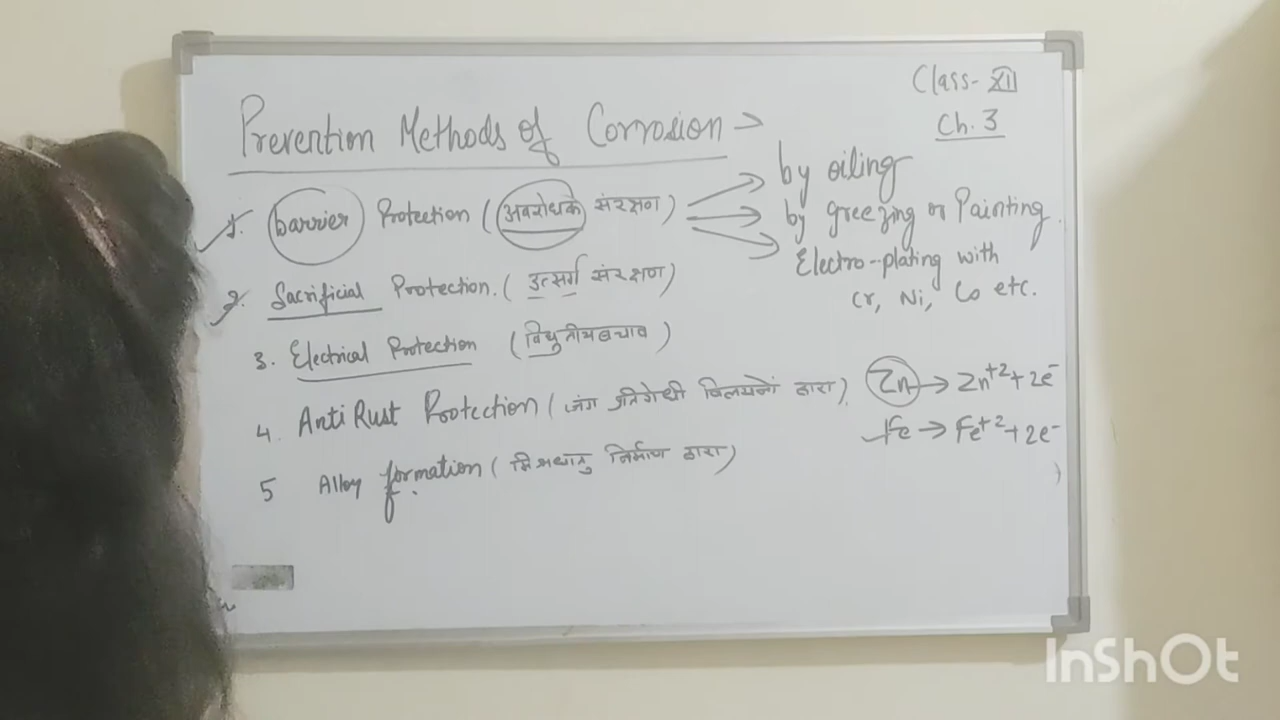 Class- XII
Ch. 3
Prevention Methods of Corrosion →
1. barrier Protection (अवरोधक संरक्षण)
by oiling
by greezing or Painting.
Electro-plating with
Cr, Ni, Co etc.
2. Sacrificial Protection. (उत्सर्ग संरक्षण)
3. Electrical Protection (विधुतीय बचाव)
4. Anti Rust Protection (जंग प्रतिरोधी विलयनों द्वारा)
Zn → Zn+2 + 2e-
Fe → Fe+2 + 2e-
5 Alloy formation (मिश्रधातु निर्माण द्वारा)
InShOt